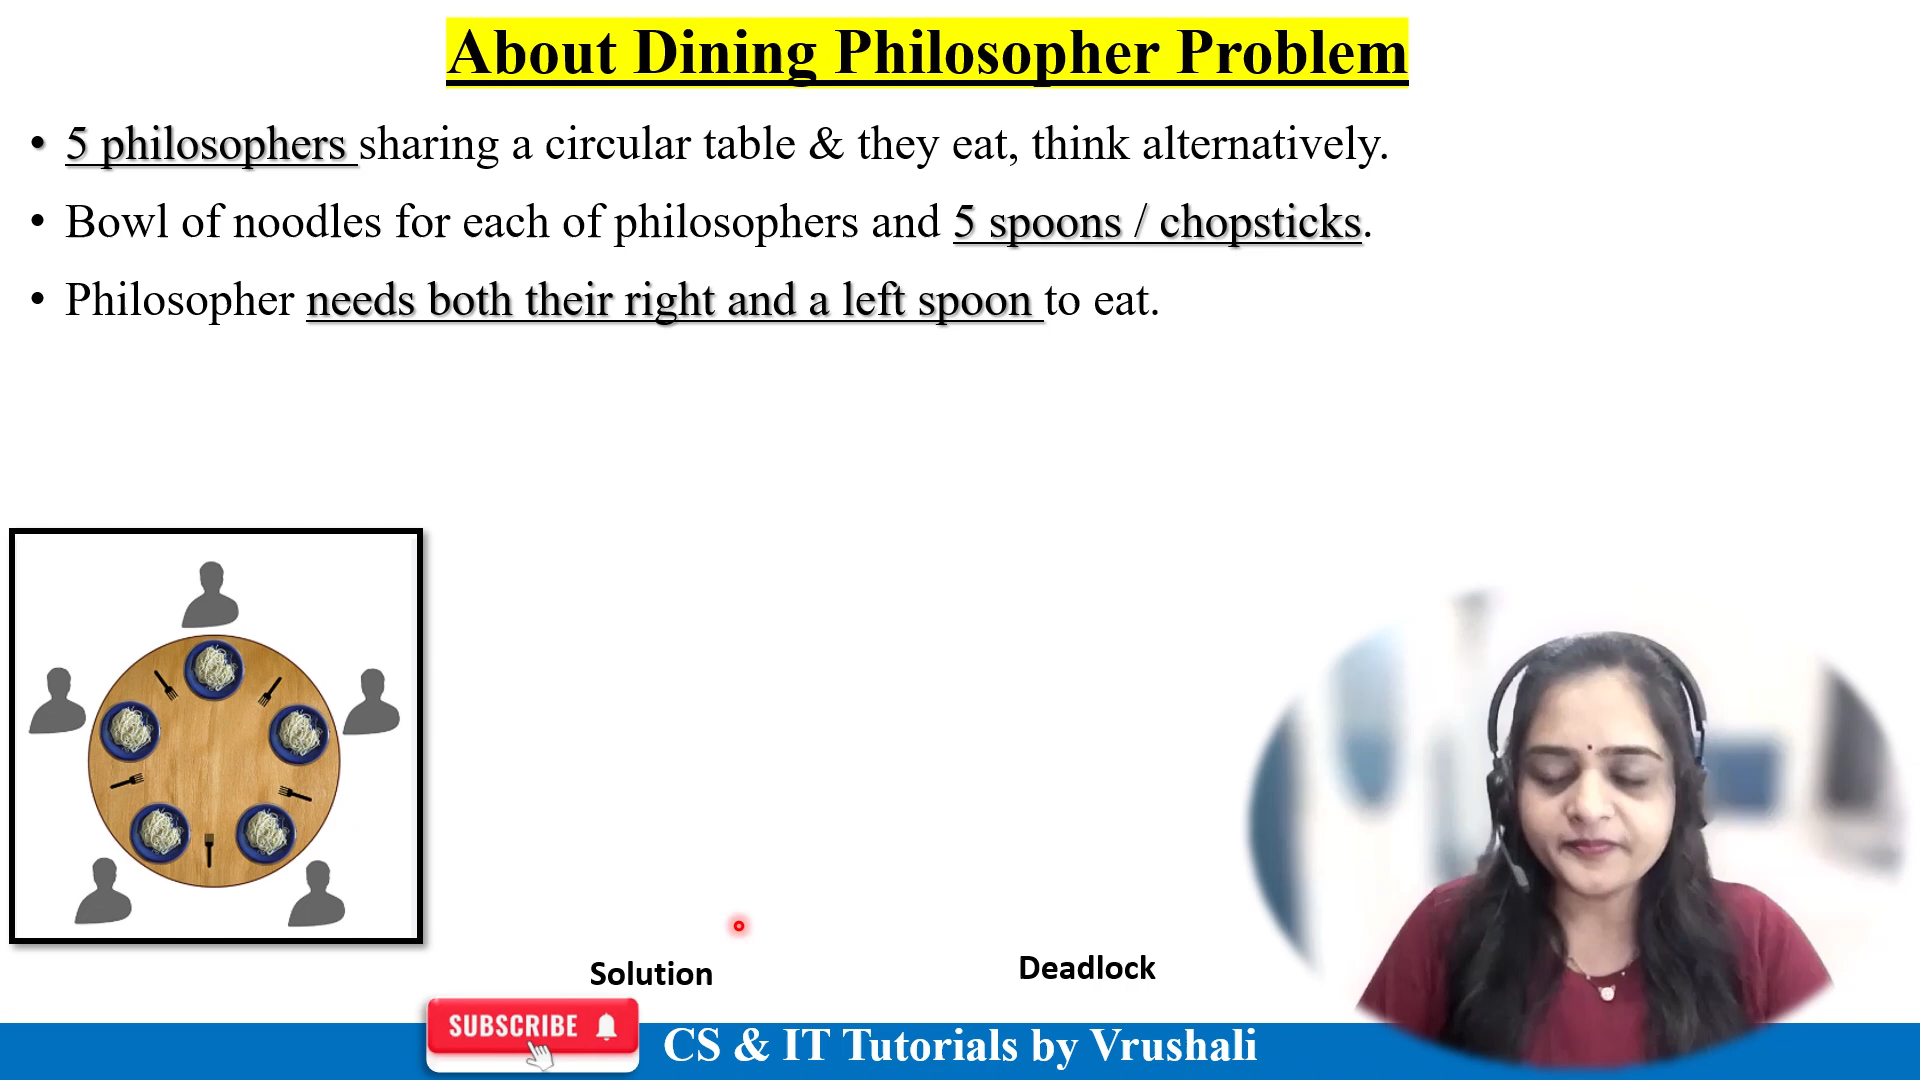 About Dining Philosopher Problem
• 5 philosophers sharing a circular table & they eat, think alternatively.
• Bowl of noodles for each of philosophers and 5 spoons / chopsticks.
• Philosopher needs both their right and a left spoon to eat.
Solution
Deadlock
SUBSCRIBE
CS & IT Tutorials by Vrushali